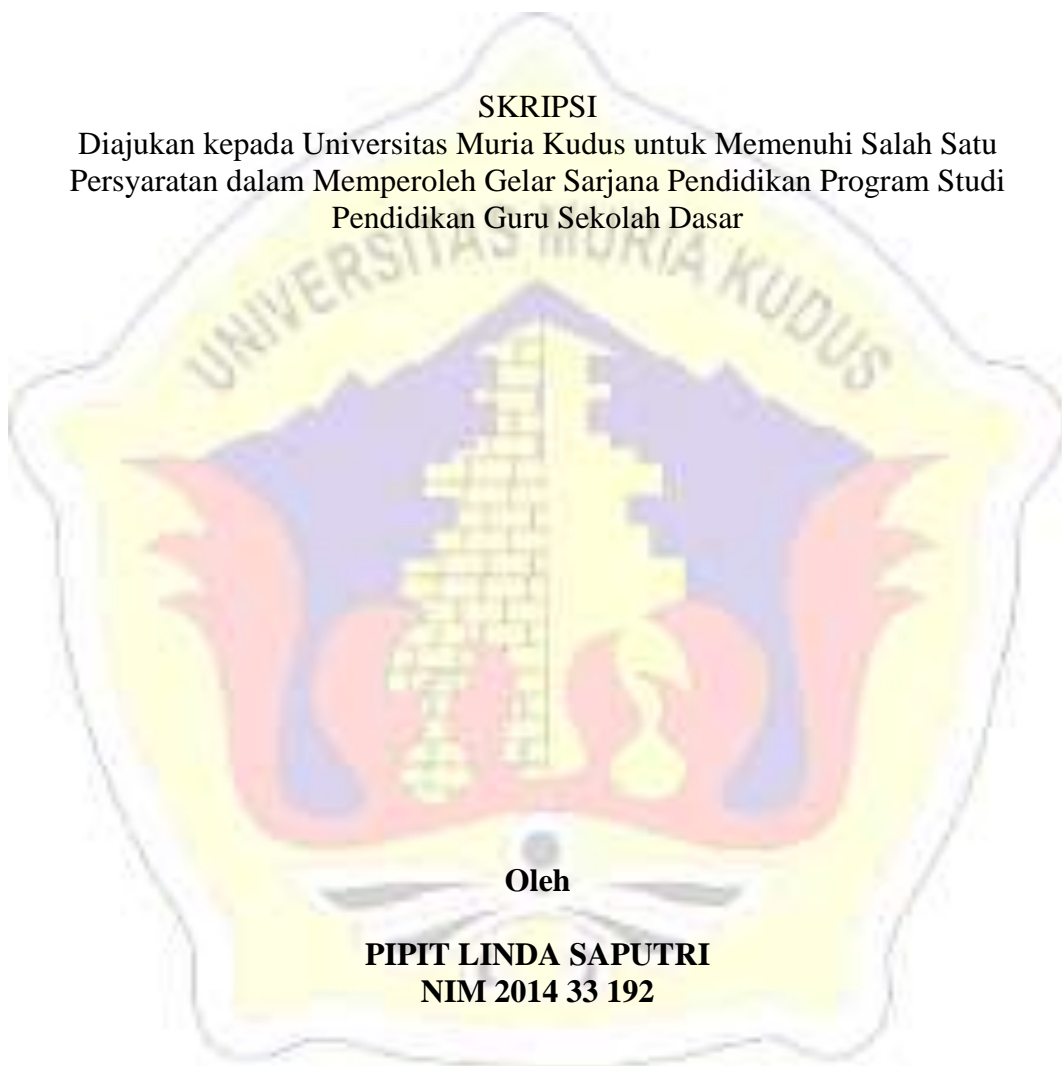 SKRIPSI
Diajukan kepada Universitas Muria Kudus untuk Memenuhi Salah Satu
Persyaratan dalam Memperoleh Gelar Sarjana Pendidikan Program Studi
Pendidikan Guru Sekolah Dasar
UNIVERSITAS MURIA KUDUS
Oleh
PIPIT LINDA SAPUTRI
NIM 2014 33 192